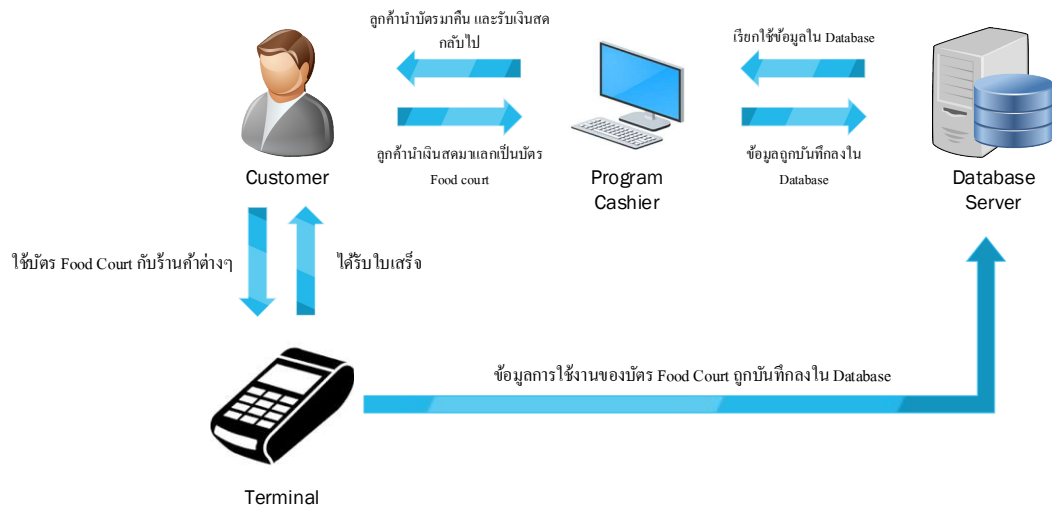 ลูกค้านำบัตรมาคืน และรับเงินสด
กลับไป
เรียกใช้ข้อมูลใน Database
ลูกค้านำเงินสดมาแลกเป็นบัตร
Food court
ข้อมูลถูกบันทึกลงใน
Database
Customer
Program
Cashier
Database
Server
ใช้บัตร Food Court กับร้านค้าต่างๆ
ได้รับใบเสร็จ
ข้อมูลการใช้งานของบัตร Food Court ถูกบันทึกลงใน Database
Terminal